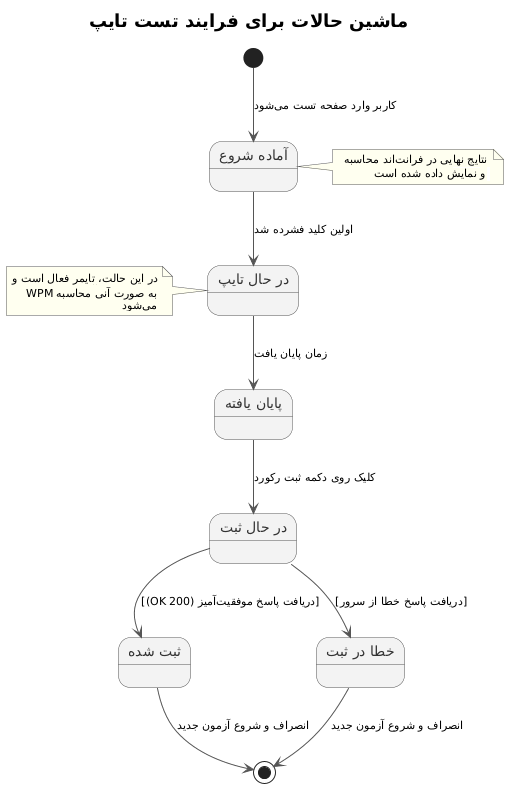 ماشین حالات برای فرایند تست تایپ
کاربر وارد صفحه تست می‌شود
آماده شروع
نتایج نهایی در فرانت‌اند محاسبه
و نمایش داده شده است
اولین کلید فشرده شد
در حال تایپ
در این حالت، تایمر فعال است و
به صورت آنی محاسبه WPM
می‌شود
زمان پایان یافت
پایان یافته
کلیک روی دکمه ثبت رکورد
در حال ثبت
[دریافت پاسخ موفقیت‌آمیز (200 OK)]
[دریافت پاسخ خطا از سرور]
ثبت شده
خطا در ثبت
انصراف و شروع آزمون جدید
انصراف و شروع آزمون جدید